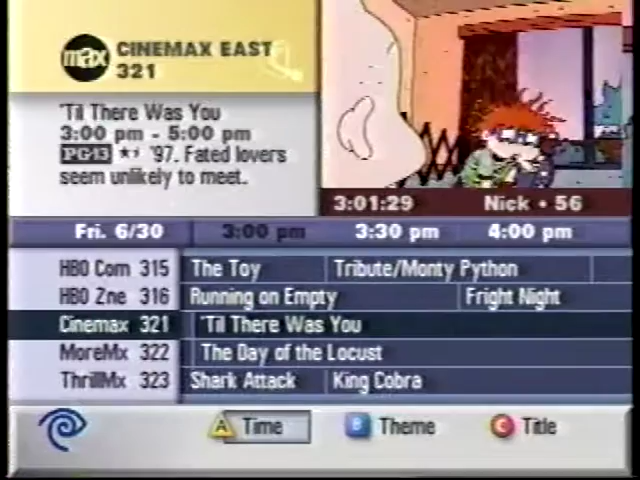 max CINEMAX EAST
321
'Til There Was You
3:00 pm - 5:00 pm
PG13 ★+ '97. Fated lovers
seem unlikely to meet.
3:01:29 Nick • 56
Fri. 6/30 3:00 pm 3:30 pm 4:00 pm
HBO Com 315 The Toy Tribute/Monty Python
HBO Zne 316 Running on Empty Fright Night
Cinemax 321 'Til There Was You
MoreMx 322 The Day of the Locust
ThrillMx 323 Shark Attack King Cobra
A Time B Theme C Title